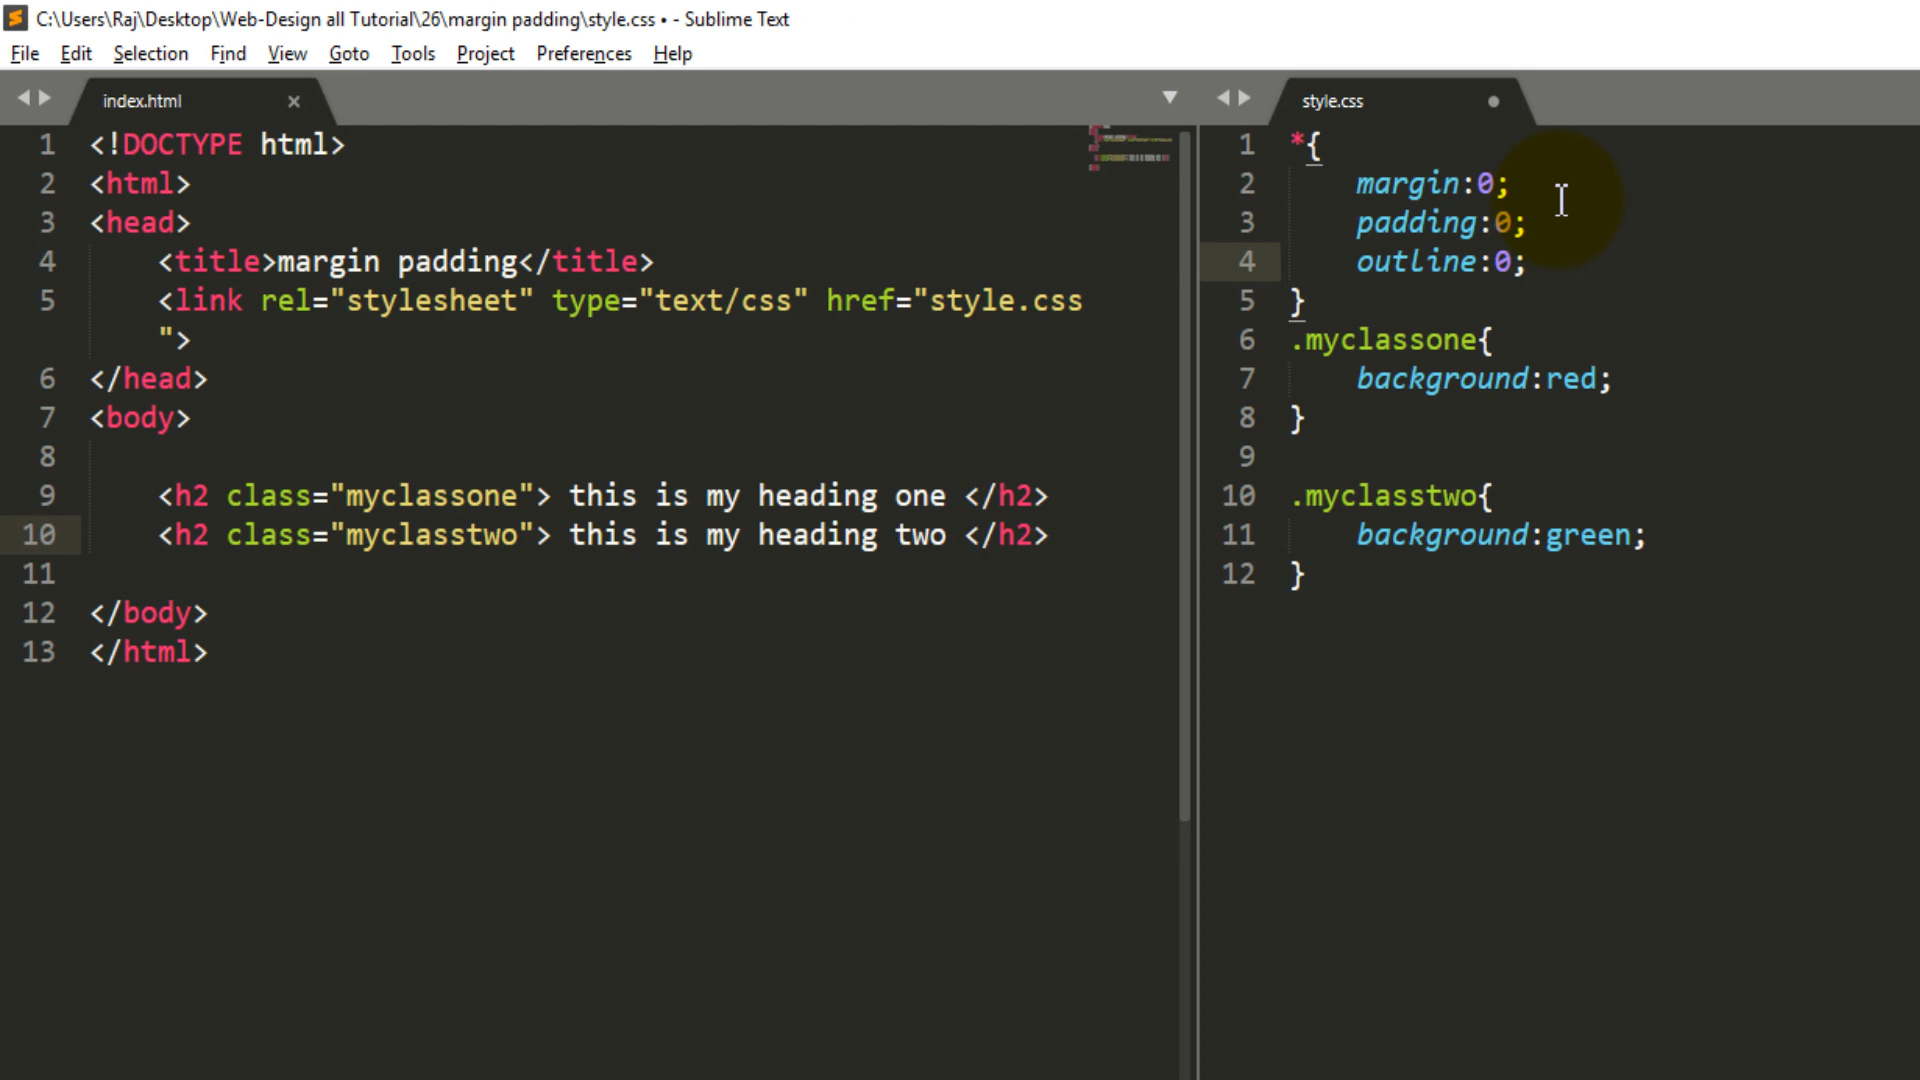 C:\Users\Raj\Desktop\Web-Design all Tutorial\26\margin padding\style.css • - Sublime Text
File Edit Selection Find View Goto Tools Project Preferences Help
index.html
1 <!DOCTYPE html>
2 <html>
3 <head>
4 <title>margin padding</title>
5 <link rel="stylesheet" type="text/css" href="style.css
">
6 </head>
7 <body>
8
9 <h2 class="myclassone"> this is my heading one </h2>
10 <h2 class="myclasstwo"> this is my heading two </h2>
11
12 </body>
13 </html>
style.css
1 *{
2 margin:0;
3 padding:0;
4 outline:0;
5 }
6 .myclassone{
7 background:red;
8 }
9
10 .myclasstwo{
11 background:green;
12 }